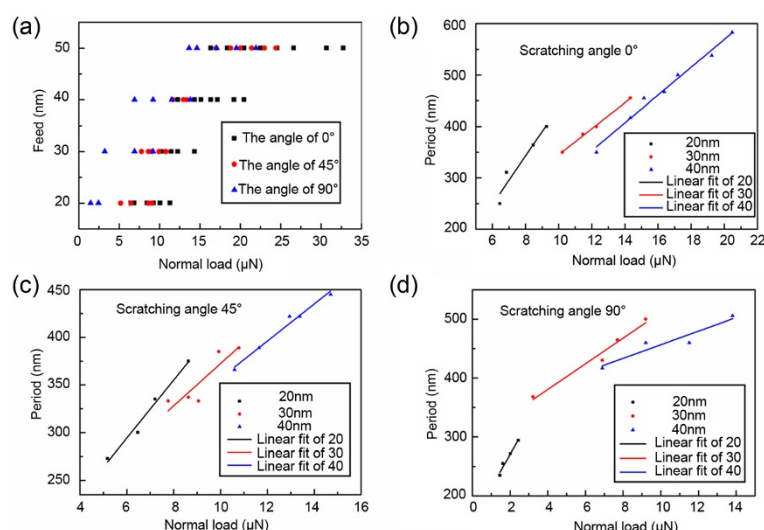 (a)
Feed (nm)
50
40
30
20
The angle of 0°
The angle of 45°
The angle of 90°
0 5 10 15 20 25 30 35
Normal load (μN)
(b)
Scratching angle 0°
Period (nm)
600
500
400
300
200
20nm
30nm
40nm
Linear fit of 20
Linear fit of 30
Linear fit of 40
4 6 8 10 12 14 16 18 20 22
Normal load (μN)
(c)
Scratching angle 45°
Period (nm)
450
400
350
300
250
20nm
30nm
40nm
Linear fit of 20
Linear fit of 30
Linear fit of 40
4 6 8 10 12 14 16
Normal load (μN)
(d)
Scratching angle 90°
Period (nm)
500
400
300
200
20nm
30nm
40nm
Linear fit of 20
Linear fit of 30
Linear fit of 40
0 2 4 6 8 10 12 14
Normal load (μN)